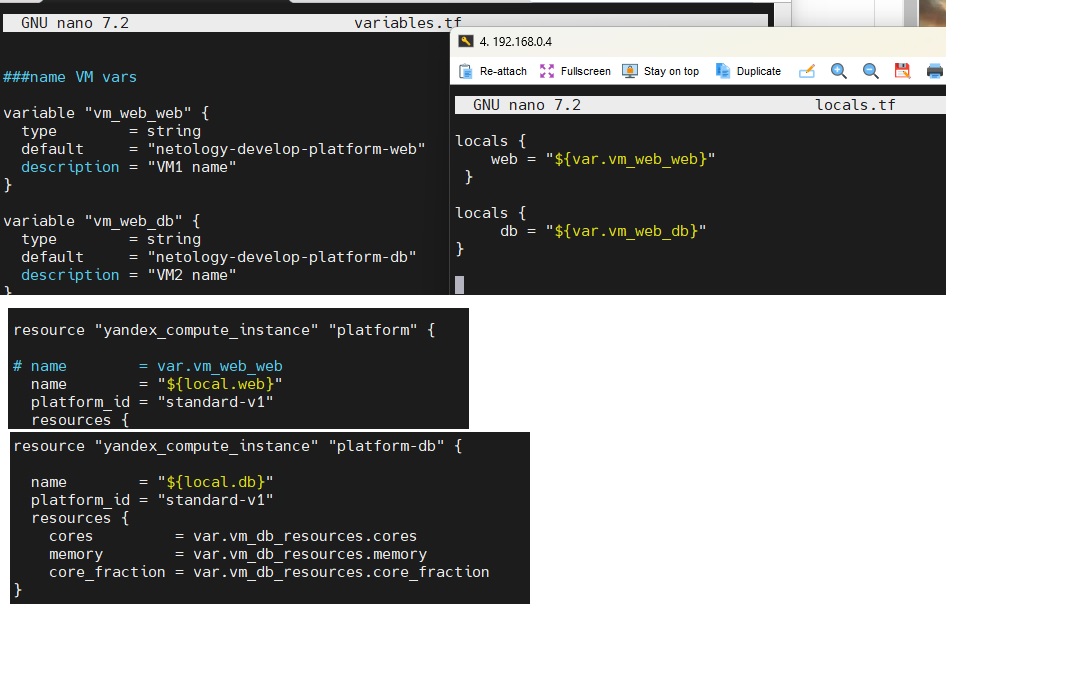 GNU nano 7.2 variables.tf
###name VM vars
variable "vm_web_web" {
  type        = string
  default     = "netology-develop-platform-web"
  description = "VM1 name"
}
variable "vm_web_db" {
  type        = string
  default     = "netology-develop-platform-db"
  description = "VM2 name"
}
4. 192.168.0.4
Re-attach Fullscreen Stay on top Duplicate
GNU nano 7.2 locals.tf
locals {
    web = "${var.vm_web_web}"
 }
locals {
     db = "${var.vm_web_db}"
}
resource "yandex_compute_instance" "platform" {
# name        = var.vm_web_web
  name        = "${local.web}"
  platform_id = "standard-v1"
  resources {
resource "yandex_compute_instance" "platform-db" {
  name        = "${local.db}"
  platform_id = "standard-v1"
  resources {
    cores         = var.vm_db_resources.cores
    memory        = var.vm_db_resources.memory
    core_fraction = var.vm_db_resources.core_fraction
}